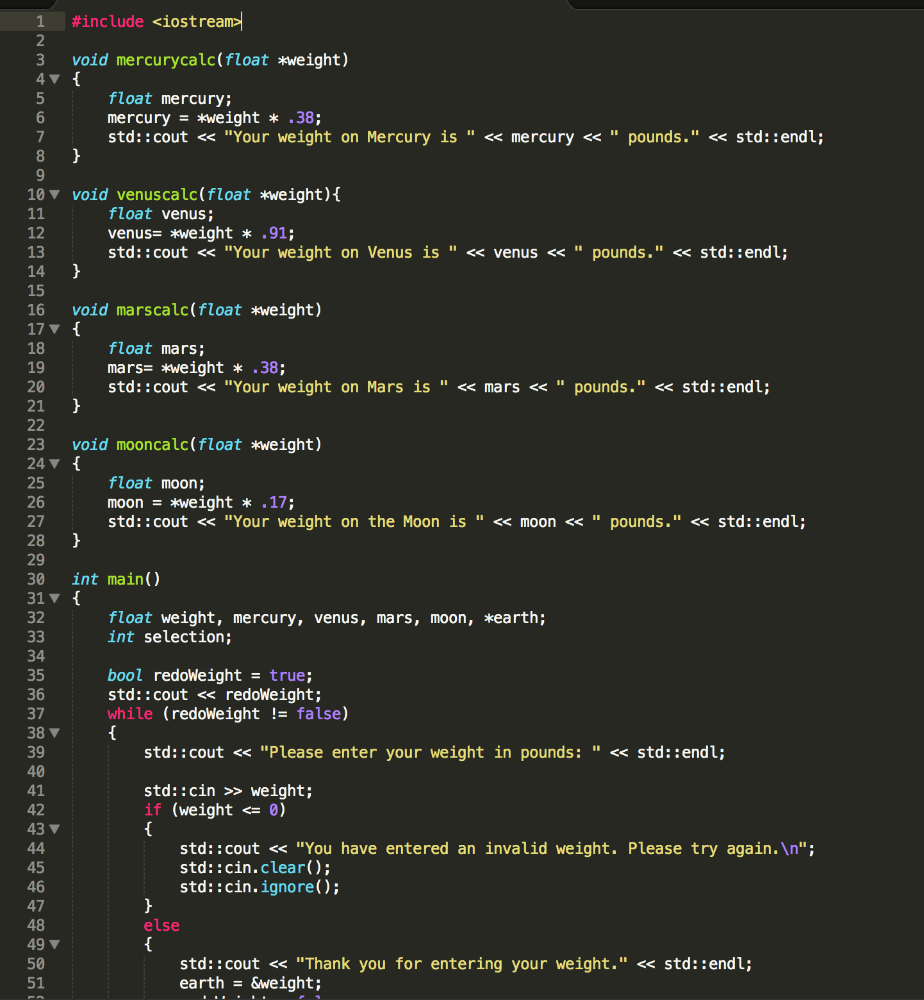 1 #include <iostream>
2
3 void mercurycalc(float *weight)
4 {
5     float mercury;
6     mercury = *weight * .38;
7     std::cout << "Your weight on Mercury is " << mercury << " pounds." << std::endl;
8 }
9
10 void venuscalc(float *weight){
11     float venus;
12     venus= *weight * .91;
13     std::cout << "Your weight on Venus is " << venus << " pounds." << std::endl;
14 }
15
16 void marscalc(float *weight)
17 {
18     float mars;
19     mars= *weight * .38;
20     std::cout << "Your weight on Mars is " << mars << " pounds." << std::endl;
21 }
22
23 void mooncalc(float *weight)
24 {
25     float moon;
26     moon = *weight * .17;
27     std::cout << "Your weight on the Moon is " << moon << " pounds." << std::endl;
28 }
29
30 int main()
31 {
32     float weight, mercury, venus, mars, moon, *earth;
33     int selection;
34
35     bool redoWeight = true;
36     std::cout << redoWeight;
37     while (redoWeight != false)
38     {
39         std::cout << "Please enter your weight in pounds: " << std::endl;
40
41         std::cin >> weight;
42         if (weight <= 0)
43         {
44             std::cout << "You have entered an invalid weight. Please try again.\n";
45             std::cin.clear();
46             std::cin.ignore();
47         }
48         else
49         {
50             std::cout << "Thank you for entering your weight." << std::endl;
51             earth = &weight;